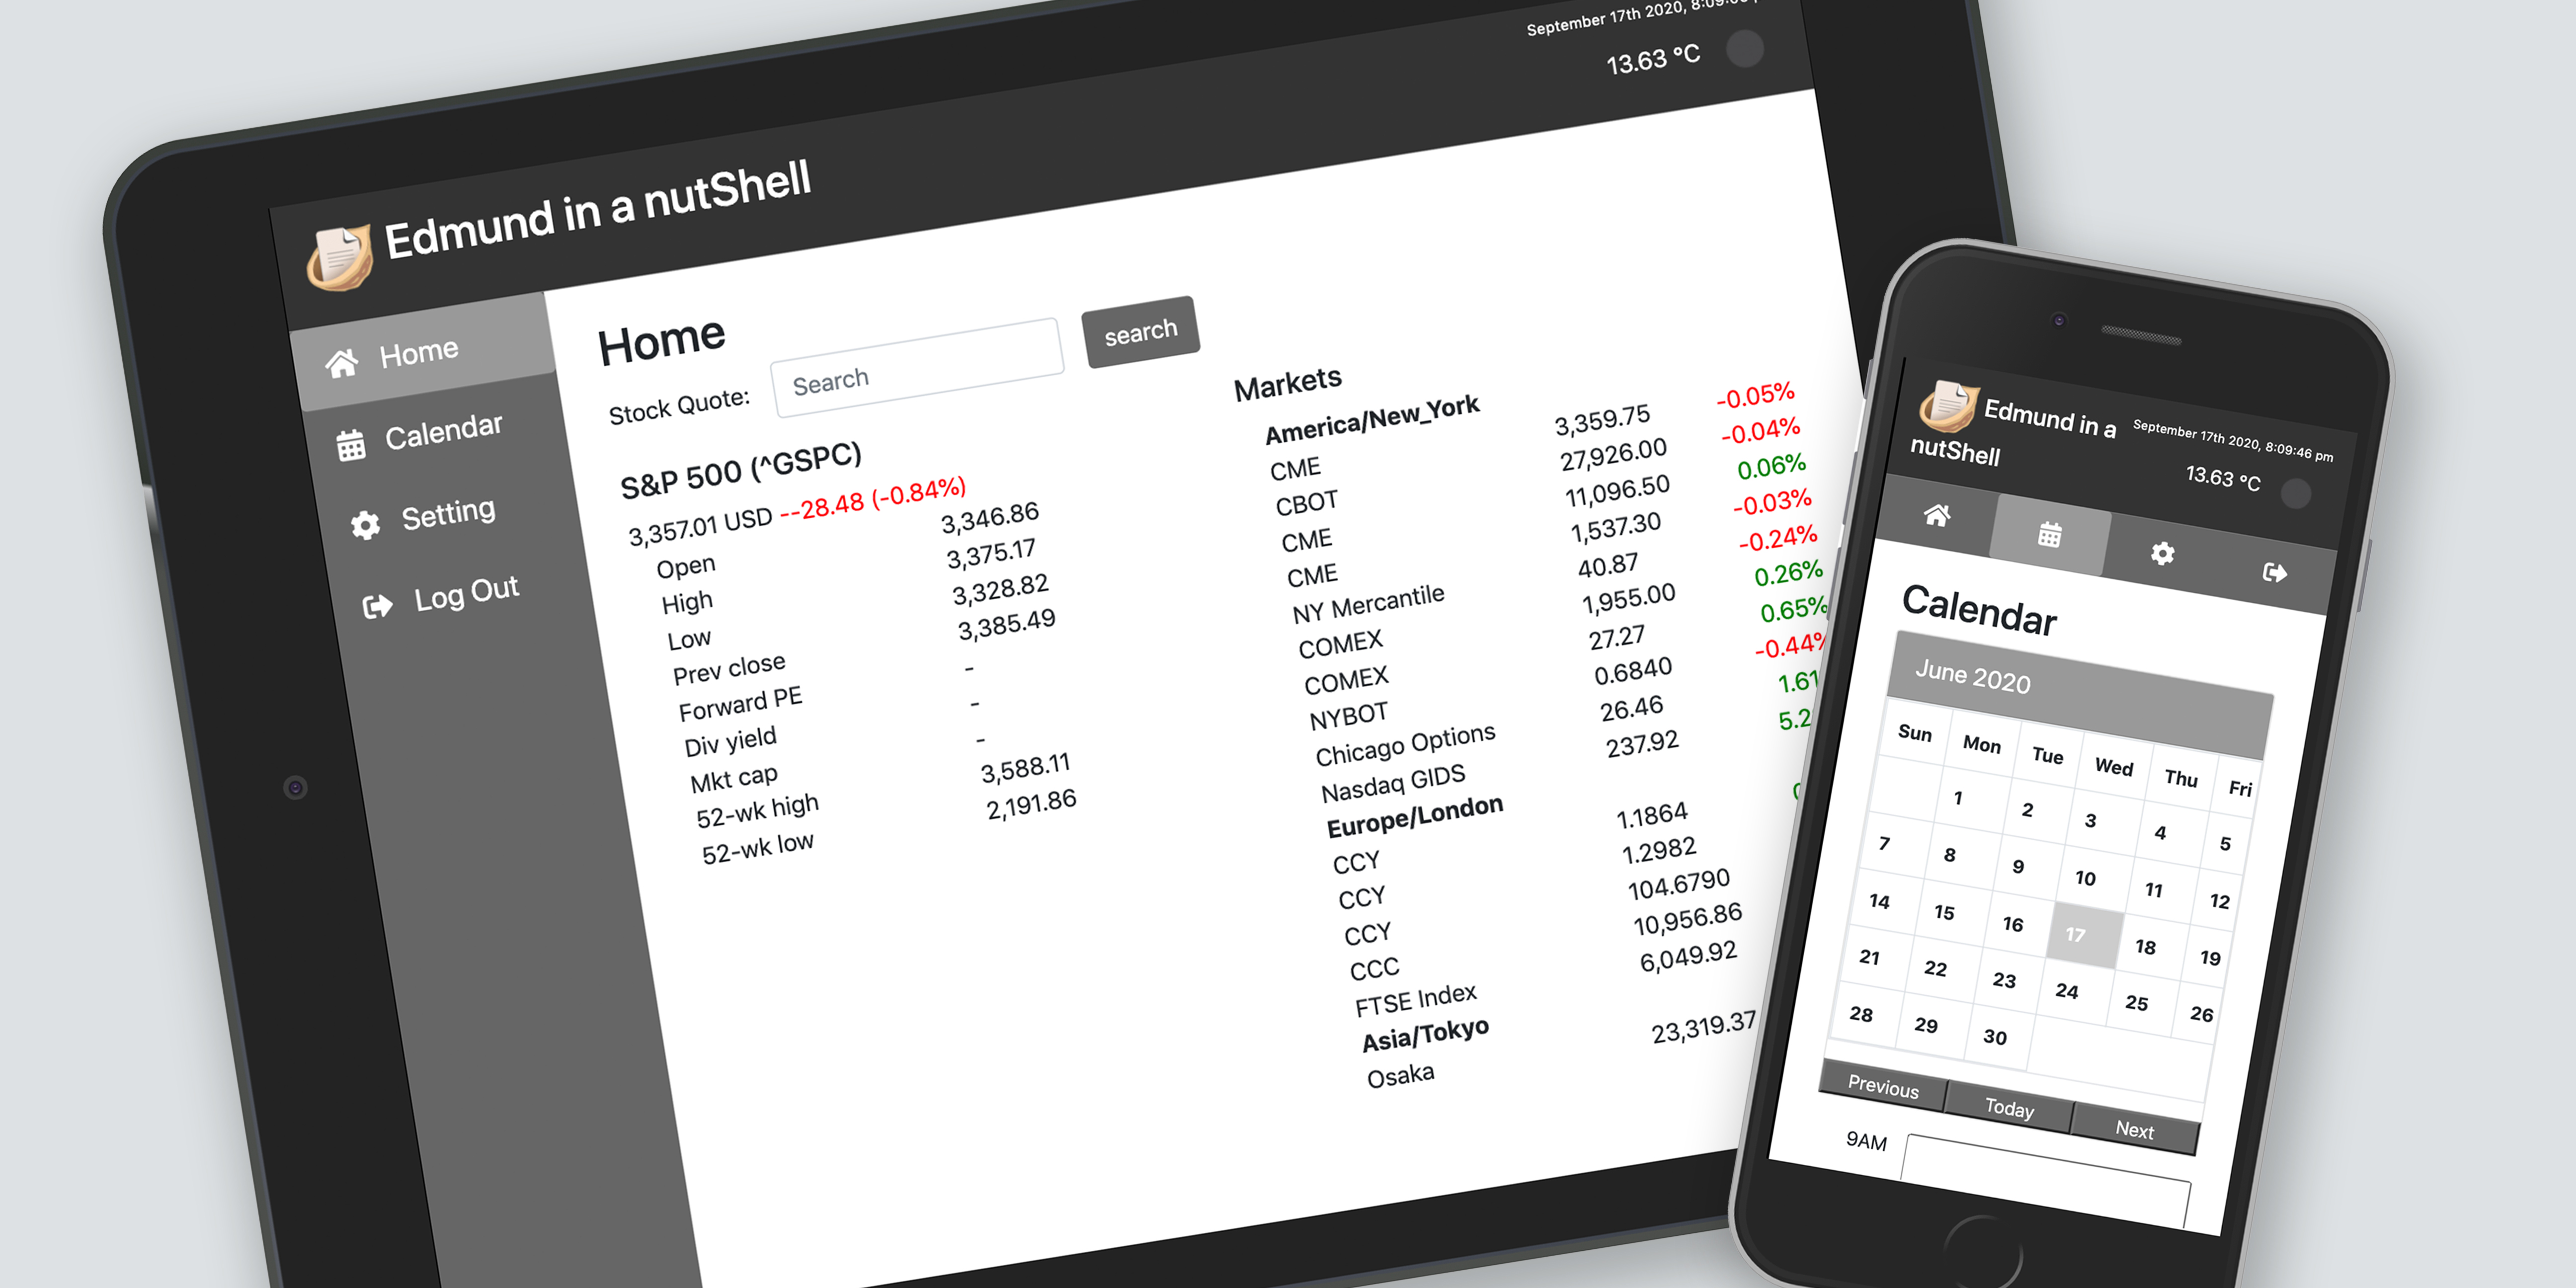 September 17th 2020,
13.63 °C
Edmund in a nutShell
Home
Calendar
Setting
Log Out
Home
Stock Quote: Search search
S&P 500 (^GSPC)
3,357.01 USD --28.48 (-0.84%)
Open 3,346.86
High 3,375.17
Low 3,328.82
Prev close 3,385.49
Forward PE -
Div yield -
Mkt cap -
52-wk high 3,588.11
52-wk low 2,191.86
Markets
America/New_York
CME 3,359.75 -0.05%
CBOT 27,926.00 -0.04%
CME 11,096.50 0.06%
CME 1,537.30 -0.03%
NY Mercantile 40.87 -0.24%
COMEX 1,955.00 0.26%
COMEX 27.27 0.65%
NYBOT 0.6840 -0.44%
Chicago Options 26.46 1.61
Nasdaq GIDS 237.92 5.2
Europe/London
CCY 1.1864
CCY 1.2982
CCY 104.6790
CCC 10,956.86
FTSE Index 6,049.92
Asia/Tokyo
Osaka 23,319.37
Edmund in a
nutShell
September 17th 2020, 8:09:46 pm
13.63 °C
Calendar
June 2020
Sun Mon Tue Wed Thu Fri
1 2 3 4 5
7 8 9 10 11 12
14 15 16 17 18 19
21 22 23 24 25 26
28 29 30
Previous Today Next
9AM